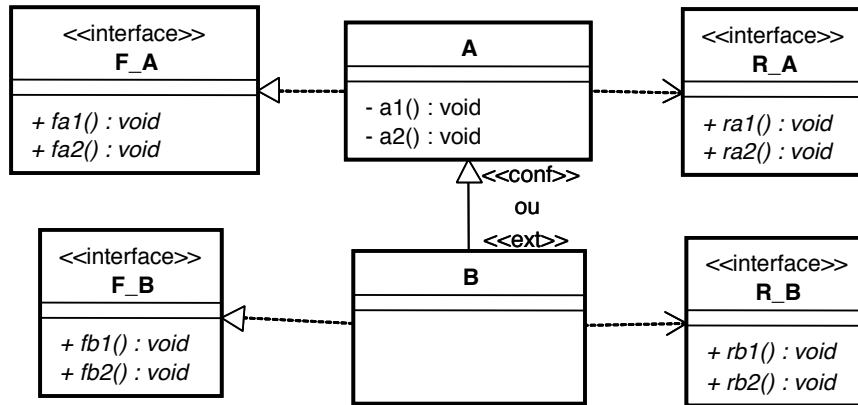 <<interface>>
F_A
+ fa1() : void
+ fa2() : void
A
- a1() : void
- a2() : void
<<interface>>
R_A
+ ra1() : void
+ ra2() : void
<<conf>>
ou
<<ext>>
<<interface>>
F_B
+ fb1() : void
+ fb2() : void
B
<<interface>>
R_B
+ rb1() : void
+ rb2() : void